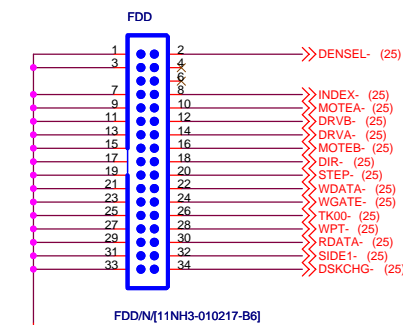 FDD
1 2 DENSEL- (25)
3 4
6
7 8 INDEX- (25)
9 10 MOTEA- (25)
11 12 DRVB- (25)
13 14 DRVA- (25)
15 16 MOTEB- (25)
17 18 DIR- (25)
19 20 STEP- (25)
21 22 WDATA- (25)
23 24 WGATE- (25)
25 26 TK00- (25)
27 28 WPT- (25)
29 30 RDATA- (25)
31 32 SIDE1- (25)
33 34 DSKCHG- (25)
FDD/N/[11NH3-010217-B6]